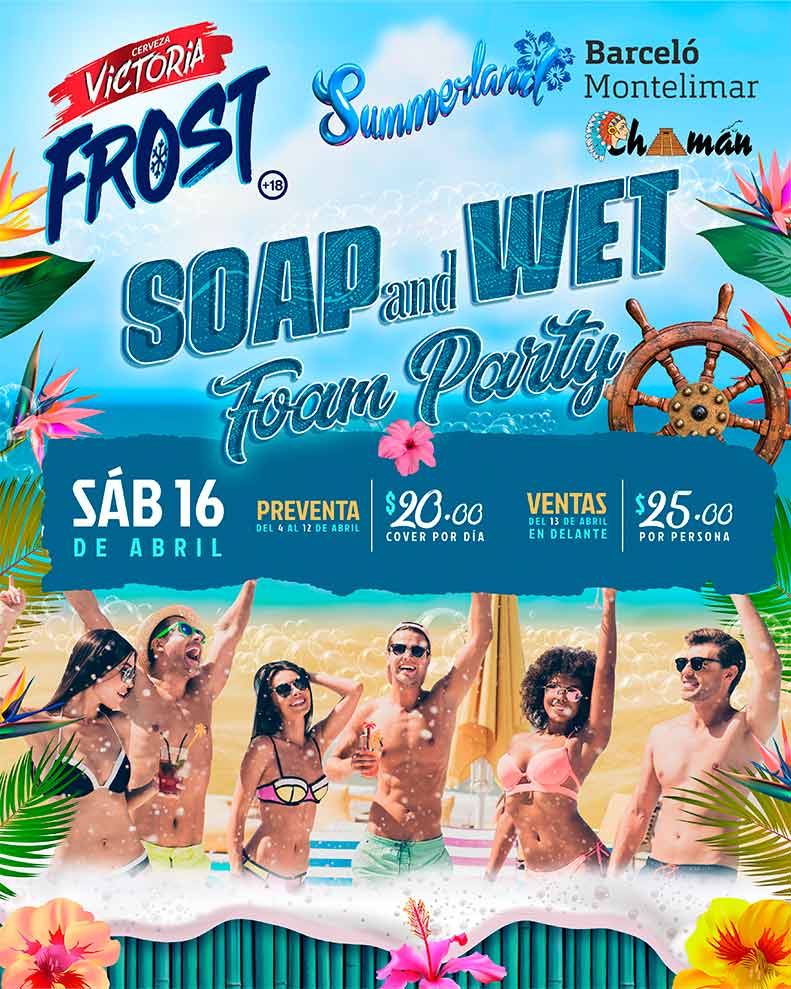 CERVEZA
VICTORIA
FROST
+18
Summerland
Barceló
Montelimar
Chamán
SOAP and WET
Foam Party
SÁB 16
DE ABRIL
PREVENTA
DEL 4 AL 12 DE ABRIL
$20.00
COVER POR DÍA
VENTAS
DEL 13 DE ABRIL
EN DELANTE
$25.00
POR PERSONA